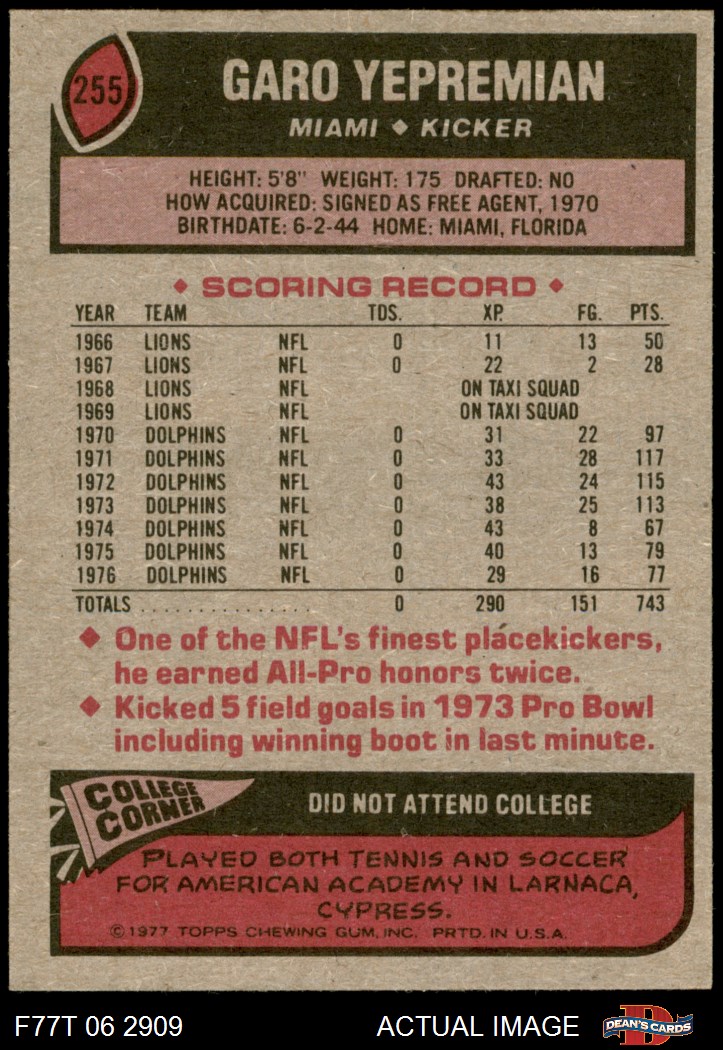 255
GARO YEPREMIAN
MIAMI ◆ KICKER
HEIGHT: 5'8" WEIGHT: 175 DRAFTED: NO
HOW ACQUIRED: SIGNED AS FREE AGENT, 1970
BIRTHDATE: 6-2-44 HOME: MIAMI, FLORIDA
◆ SCORING RECORD ◆
YEAR TEAM TDS. XP. FG. PTS.
1966 LIONS NFL 0 11 13 50
1967 LIONS NFL 0 22 2 28
1968 LIONS NFL ON TAXI SQUAD
1969 LIONS NFL ON TAXI SQUAD
1970 DOLPHINS NFL 0 31 22 97
1971 DOLPHINS NFL 0 33 28 117
1972 DOLPHINS NFL 0 43 24 115
1973 DOLPHINS NFL 0 38 25 113
1974 DOLPHINS NFL 0 43 8 67
1975 DOLPHINS NFL 0 40 13 79
1976 DOLPHINS NFL 0 29 16 77
TOTALS ................. 0 290 151 743
◆ One of the NFL's finest placekickers,
he earned All-Pro honors twice.
◆ Kicked 5 field goals in 1973 Pro Bowl
including winning boot in last minute.
COLLEGE
CORNER
DID NOT ATTEND COLLEGE
PLAYED BOTH TENNIS AND SOCCER
FOR AMERICAN ACADEMY IN LARNACA,
CYPRESS.
©1977 TOPPS CHEWING GUM, INC. PRTD. IN U.S.A.
F77T 06 2909 ACTUAL IMAGE
D
DEAN'S CARDS